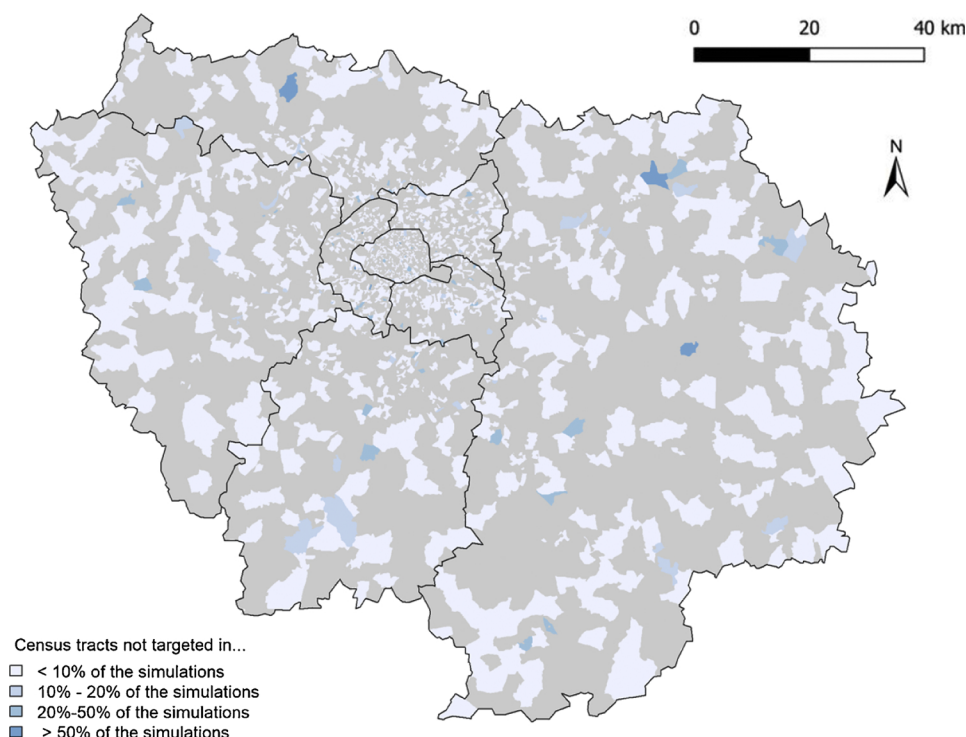 0 20 40 km
N
Census tracts not targeted in...
< 10% of the simulations
10% - 20% of the simulations
20%-50% of the simulations
> 50% of the simulations